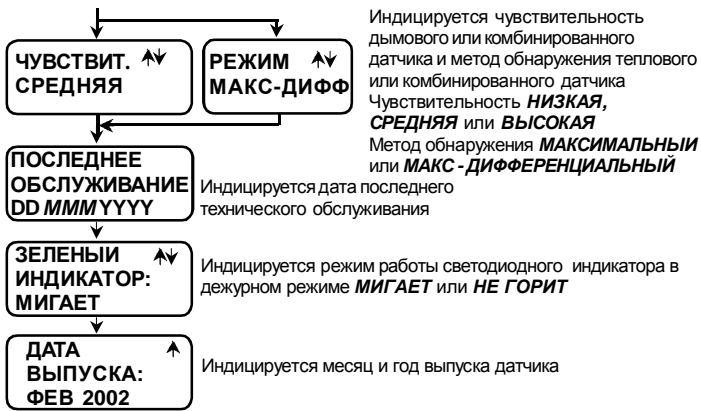 ЧУВСТВИТ.
СРЕДНЯЯ
РЕЖИМ
МАКС-ДИФФ
Индицируется чувствительность
дымового или комбинированного
датчика и метод обнаружения теплового
или комбинированного датчика
Чувствительность НИЗКАЯ,
СРЕДНЯЯ или ВЫСОКАЯ
Метод обнаружения МАКСИМАЛЬНЫИ
или МАКС - ДИФФЕРЕНЦИАЛЬНЫЙ
ПОСЛЕДНЕЕ
ОБСЛУЖИВАНИЕ
DD MMM YYYY
Индицируется дата последнего
технического обслуживания
ЗЕЛЕНЫИ
ИНДИКАТОР:
МИГАЕТ
Индицируется режим работы светодиодного индикатора в
дежурном режиме МИГАЕТ или НЕ ГОРИТ
ДАТА
ВЫПУСКА:
ФЕВ 2002
Индицируется месяц и год выпуска датчика